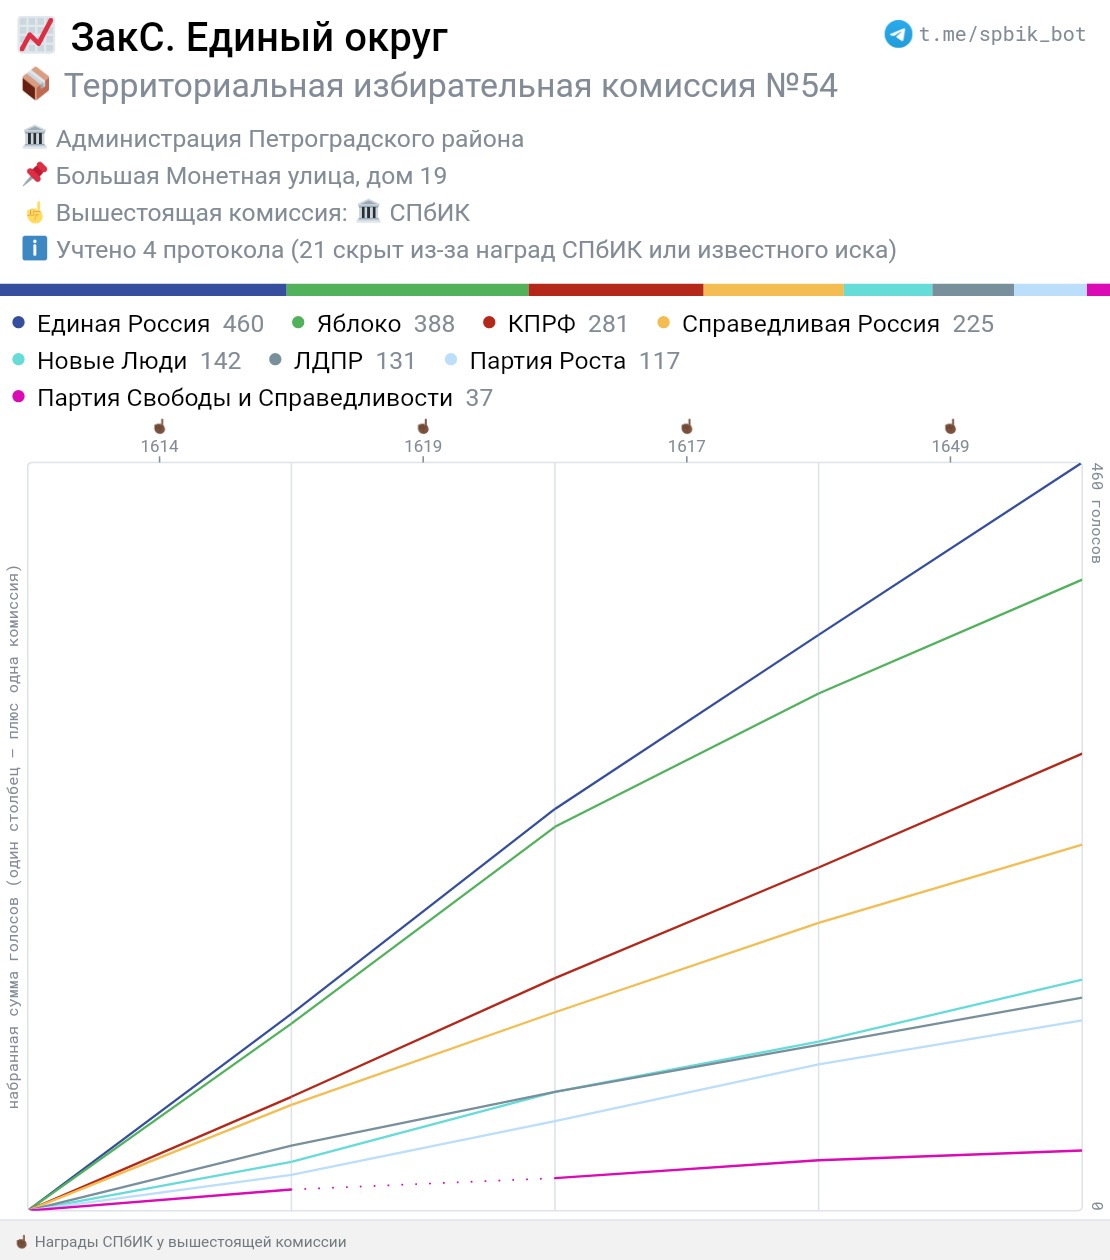 ЗакС. Единый округ
t.me/spbik_bot
Территориальная избирательная комиссия №54
Администрация Петроградского района
Большая Монетная улица, дом 19
Вышестоящая комиссия: СПбИК
Учтено 4 протокола (21 скрыт из-за наград СПбИК или известного иска)
Единая Россия 460 Яблоко 388 КПРФ 281 Справедливая Россия 225
Новые Люди 142 ЛДПР 131 Партия Роста 117
Партия Свободы и Справедливости 37
1614 1619 1617 1649
460 голосов
набранная сумма голосов (один столбец – плюс одна комиссия)
0
Награды СПбИК у вышестоящей комиссии